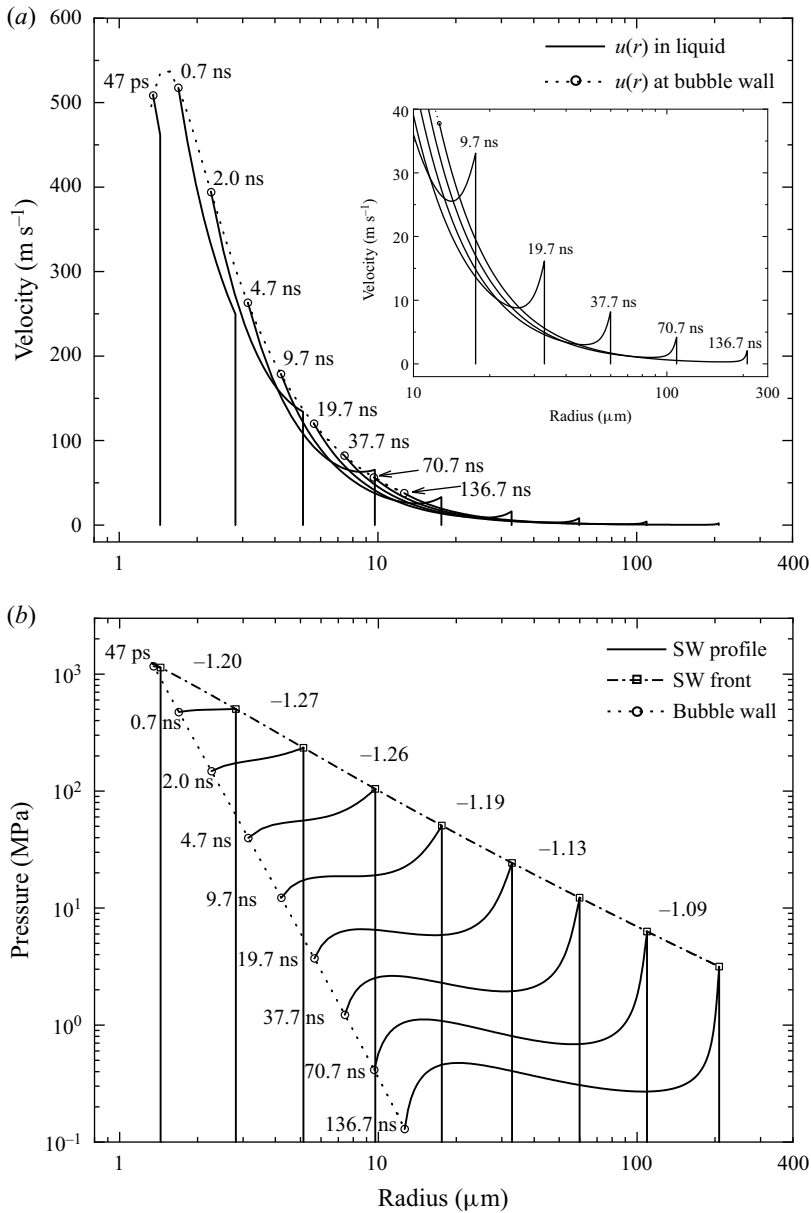 (a)
600
500
400
300
200
100
0
Velocity (m s⁻¹)
47 ps
0.7 ns
2.0 ns
4.7 ns
9.7 ns
19.7 ns
37.7 ns
70.7 ns
136.7 ns
u(r) in liquid
u(r) at bubble wall
40
30
20
10
0
Velocity (m s⁻¹)
9.7 ns
19.7 ns
37.7 ns
70.7 ns
136.7 ns
10
100
300
Radius (μm)
1
10
100
400
(b)
10³
10²
10¹
10⁰
10⁻¹
Pressure (MPa)
47 ps
0.7 ns
2.0 ns
4.7 ns
9.7 ns
19.7 ns
37.7 ns
70.7 ns
136.7 ns
–1.20
–1.27
–1.26
–1.19
–1.13
–1.09
SW profile
SW front
Bubble wall
1
10
100
400
Radius (μm)